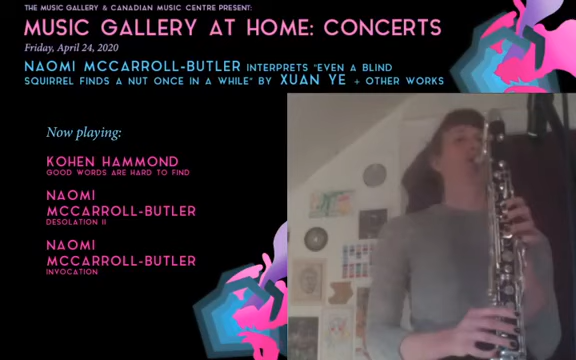 THE MUSIC GALLERY & CANADIAN MUSIC CENTRE PRESENT:
MUSIC GALLERY AT HOME: CONCERTS
Friday, April 24, 2020
NAOMI MCCARROLL-BUTLER INTERPRETS "EVEN A BLIND
SQUIRREL FINDS A NUT ONCE IN A WHILE" BY XUAN YE + OTHER WORKS
Now playing:
KOHEN HAMMOND
GOOD WORDS ARE HARD TO FIND
NAOMI
MCCARROLL-BUTLER
DESOLATION II
NAOMI
MCCARROLL-BUTLER
INVOCATION